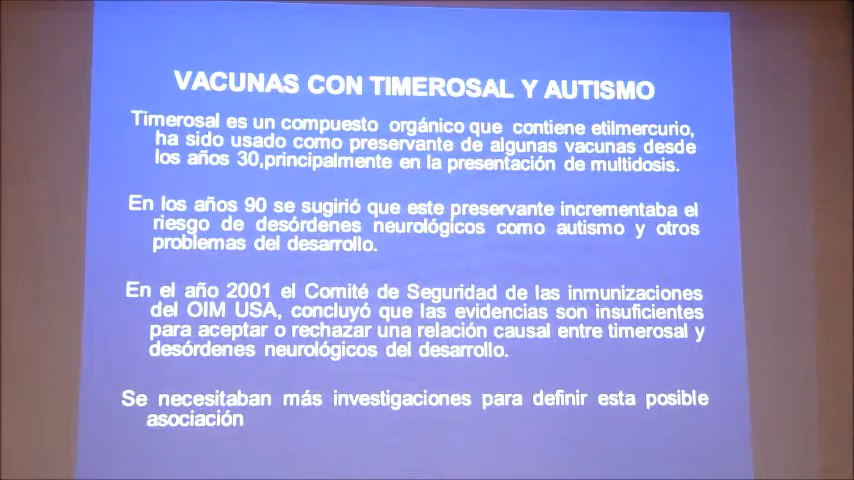 VACUNAS CON TIMEROSAL Y AUTISMO
Timerosal es un compuesto orgánico que contiene etilmercurio,
ha sido usado como preservante de algunas vacunas desde
los años 30,principalmente en la presentación de multidosis.
En los años 90 se sugirió que este preservante incrementaba el
riesgo de desórdenes neurológicos como autismo y otros
problemas del desarrollo.
En el año 2001 el Comité de Seguridad de las inmunizaciones
del OIM USA, concluyó que las evidencias son insuficientes
para aceptar o rechazar una relación causal entre timerosal y
desórdenes neurológicos del desarrollo.
Se necesitaban más investigaciones para definir esta posible
asociación